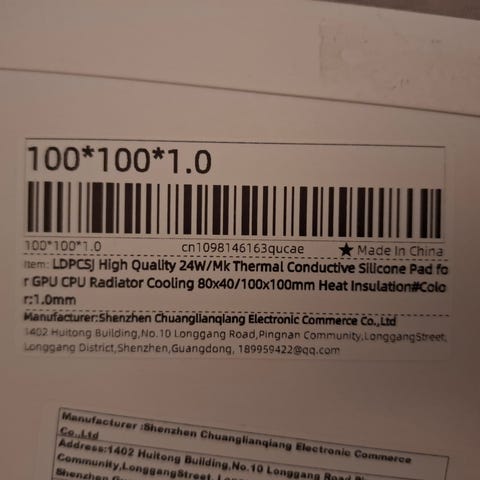 100*100*1.0
100*100*1.0 cn1098146163qucae ★ Made In China
Item: LDPCSJ High Quality 24W/Mk Thermal Conductive Silicone Pad fo
r GPU CPU Radiator Cooling 80x40/100x100mm Heat Insulation#Colo
r:1.0mm
Manufacturer:Shenzhen Chuanglianqiang Electronic Commerce Co.,Ltd
1402 Huitong Building,No.10 Longgang Road,Pingnan Community,LonggangStreet,
Longgang District,Shenzhen,Guangdong, 189959422@qq.com
Manufacturer :Shenzhen Chuanglianqiang Electronic Commerce
Co.,Ltd
Address:1402 Huitong Building,No.10 Longgang Road,Pingnan
Community,LonggangStreet, Longgang
Shenzhen